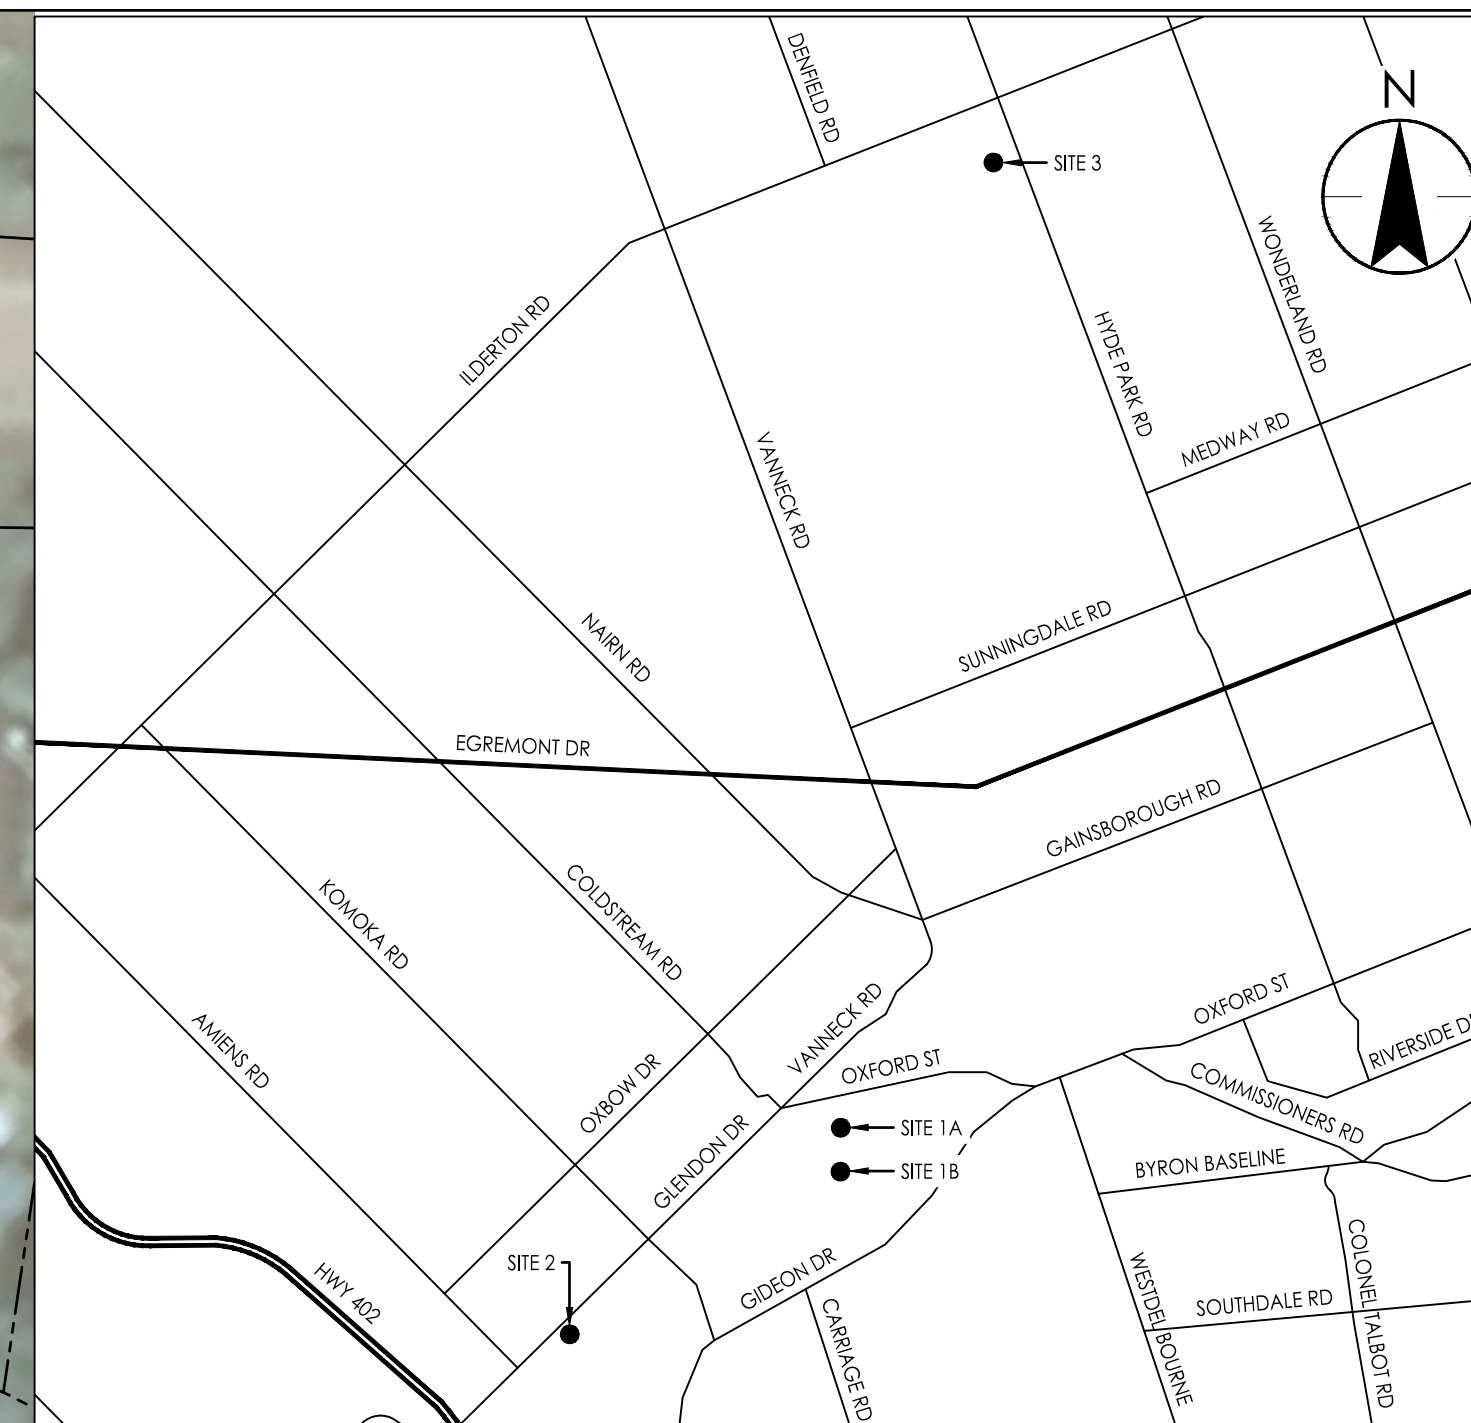 DENFIELD RD
N
SITE 3
WONDERLAND RD
ILDERTON RD
HYDE PARK RD
MEDWAY RD
VANNECK RD
SUNNINGDALE RD
NAIRN RD
EGREMONT DR
GAINSBOROUGH RD
COLDSTREAM RD
KOMOKA RD
VANNECK RD
OXFORD ST
AMIENS RD
OXBOW DR
OXFORD ST
RIVERSIDE
COMMISSIONERS RD
SITE 1A
GLENDON DR
SITE 1B
BYRON BASELINE
SITE 2
HWY 402
GIDEON DR
WESTDEL BOURNE
COLONEL TALBOT RD
SOUTHDALE RD
CARRIAGE RD